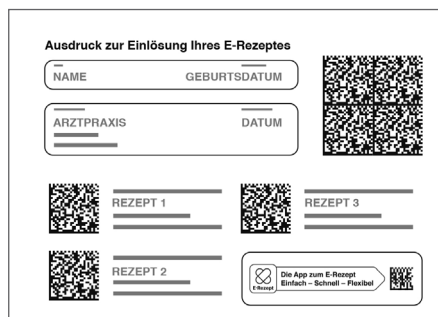 Ausdruck zur Einlösung Ihres E-Rezeptes
NAME GEBURTSDATUM
ARZTPRAXIS DATUM
REZEPT 1
REZEPT 3
REZEPT 2
E-Rezept
Die App zum E-Rezept
Einfach – Schnell – Flexibel